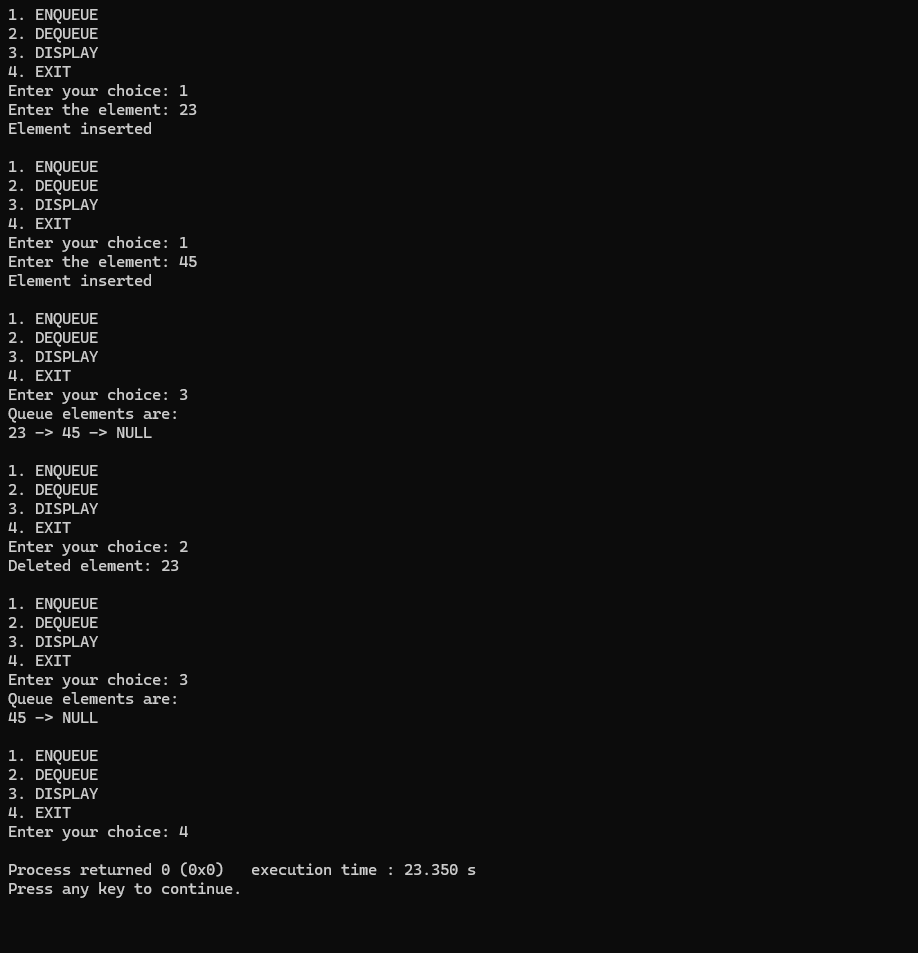 1. ENQUEUE
2. DEQUEUE
3. DISPLAY
4. EXIT
Enter your choice: 1
Enter the element: 23
Element inserted

1. ENQUEUE
2. DEQUEUE
3. DISPLAY
4. EXIT
Enter your choice: 1
Enter the element: 45
Element inserted

1. ENQUEUE
2. DEQUEUE
3. DISPLAY
4. EXIT
Enter your choice: 3
Queue elements are:
23 -> 45 -> NULL

1. ENQUEUE
2. DEQUEUE
3. DISPLAY
4. EXIT
Enter your choice: 2
Deleted element: 23

1. ENQUEUE
2. DEQUEUE
3. DISPLAY
4. EXIT
Enter your choice: 3
Queue elements are:
45 -> NULL

1. ENQUEUE
2. DEQUEUE
3. DISPLAY
4. EXIT
Enter your choice: 4

Process returned 0 (0x0)   execution time : 23.350 s
Press any key to continue.